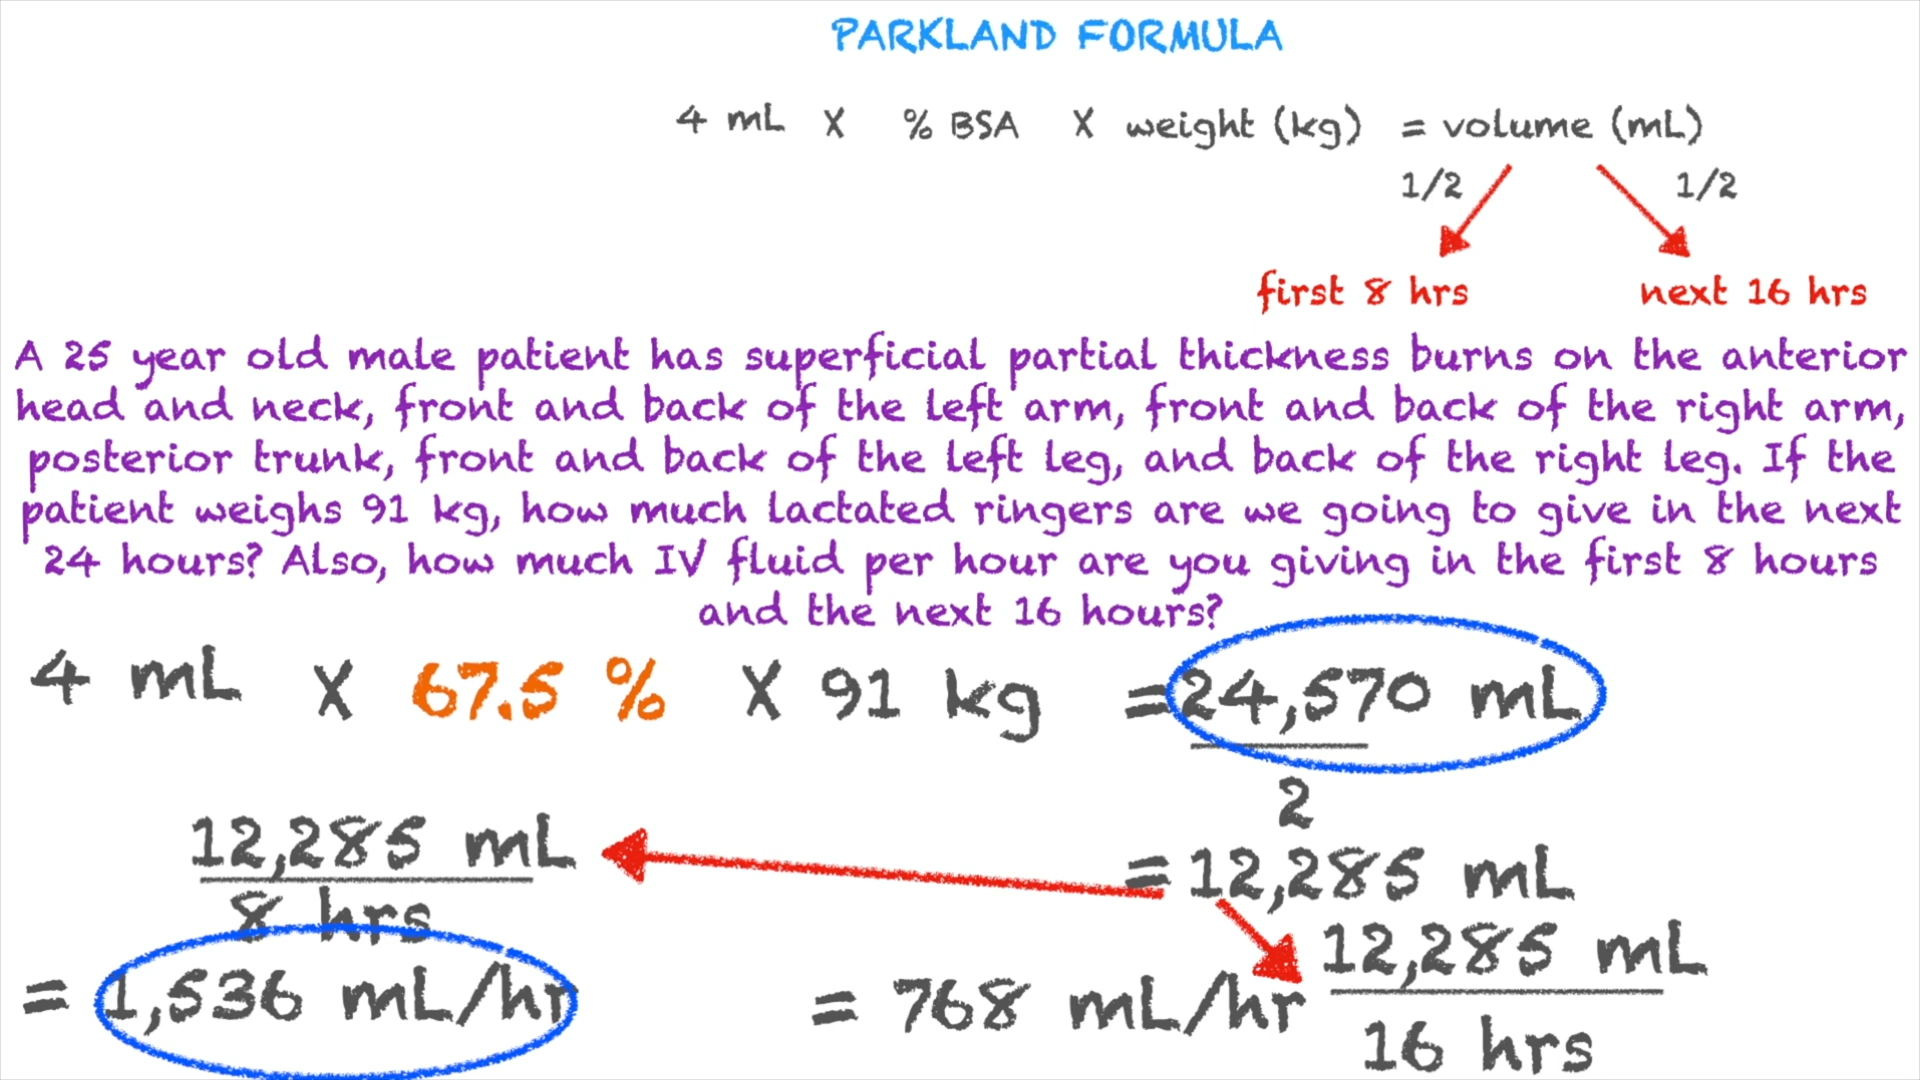 PARKLAND FORMULA
4 mL X % BSA X weight (kg) = volume (mL)
1/2 1/2
first 8 hrs next 16 hrs
A 25 year old male patient has superficial partial thickness burns on the anterior
head and neck, front and back of the left arm, front and back of the right arm,
posterior trunk, front and back of the left leg, and back of the right leg. If the
patient weighs 91 kg, how much lactated ringers are we going to give in the next
24 hours? Also, how much IV fluid per hour are you giving in the first 8 hours
and the next 16 hours?
4 mL X 67.5 % X 91 kg = 24,570 mL
2
12,285 mL
8 hrs
= 1,536 mL/hr
= 12,285 mL
12,285 mL
16 hrs
= 768 mL/hr